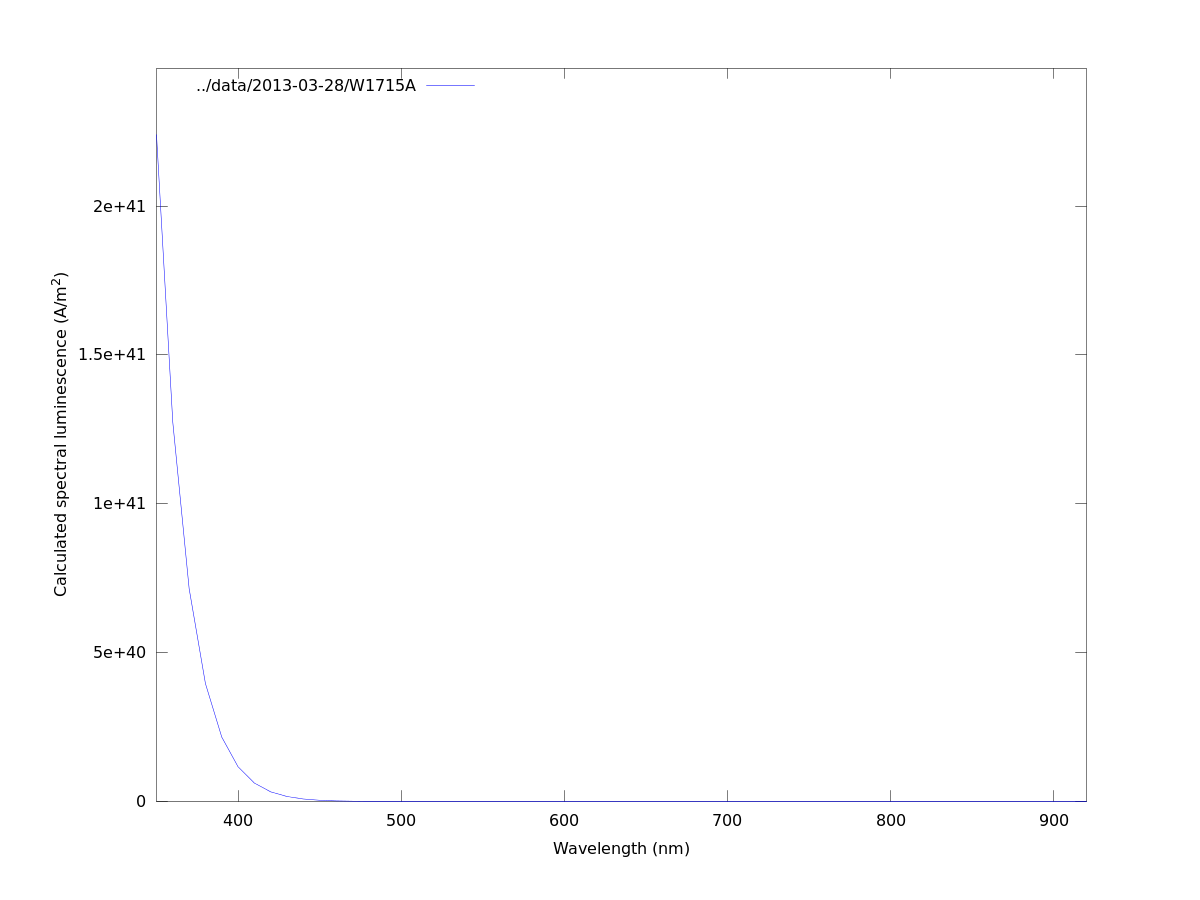 ../data/2013-03-28/W1715A
2e+41
1.5e+41
1e+41
5e+40
0
Calculated spectral luminescence (A/m²)
400 500 600 700 800 900
Wavelength (nm)